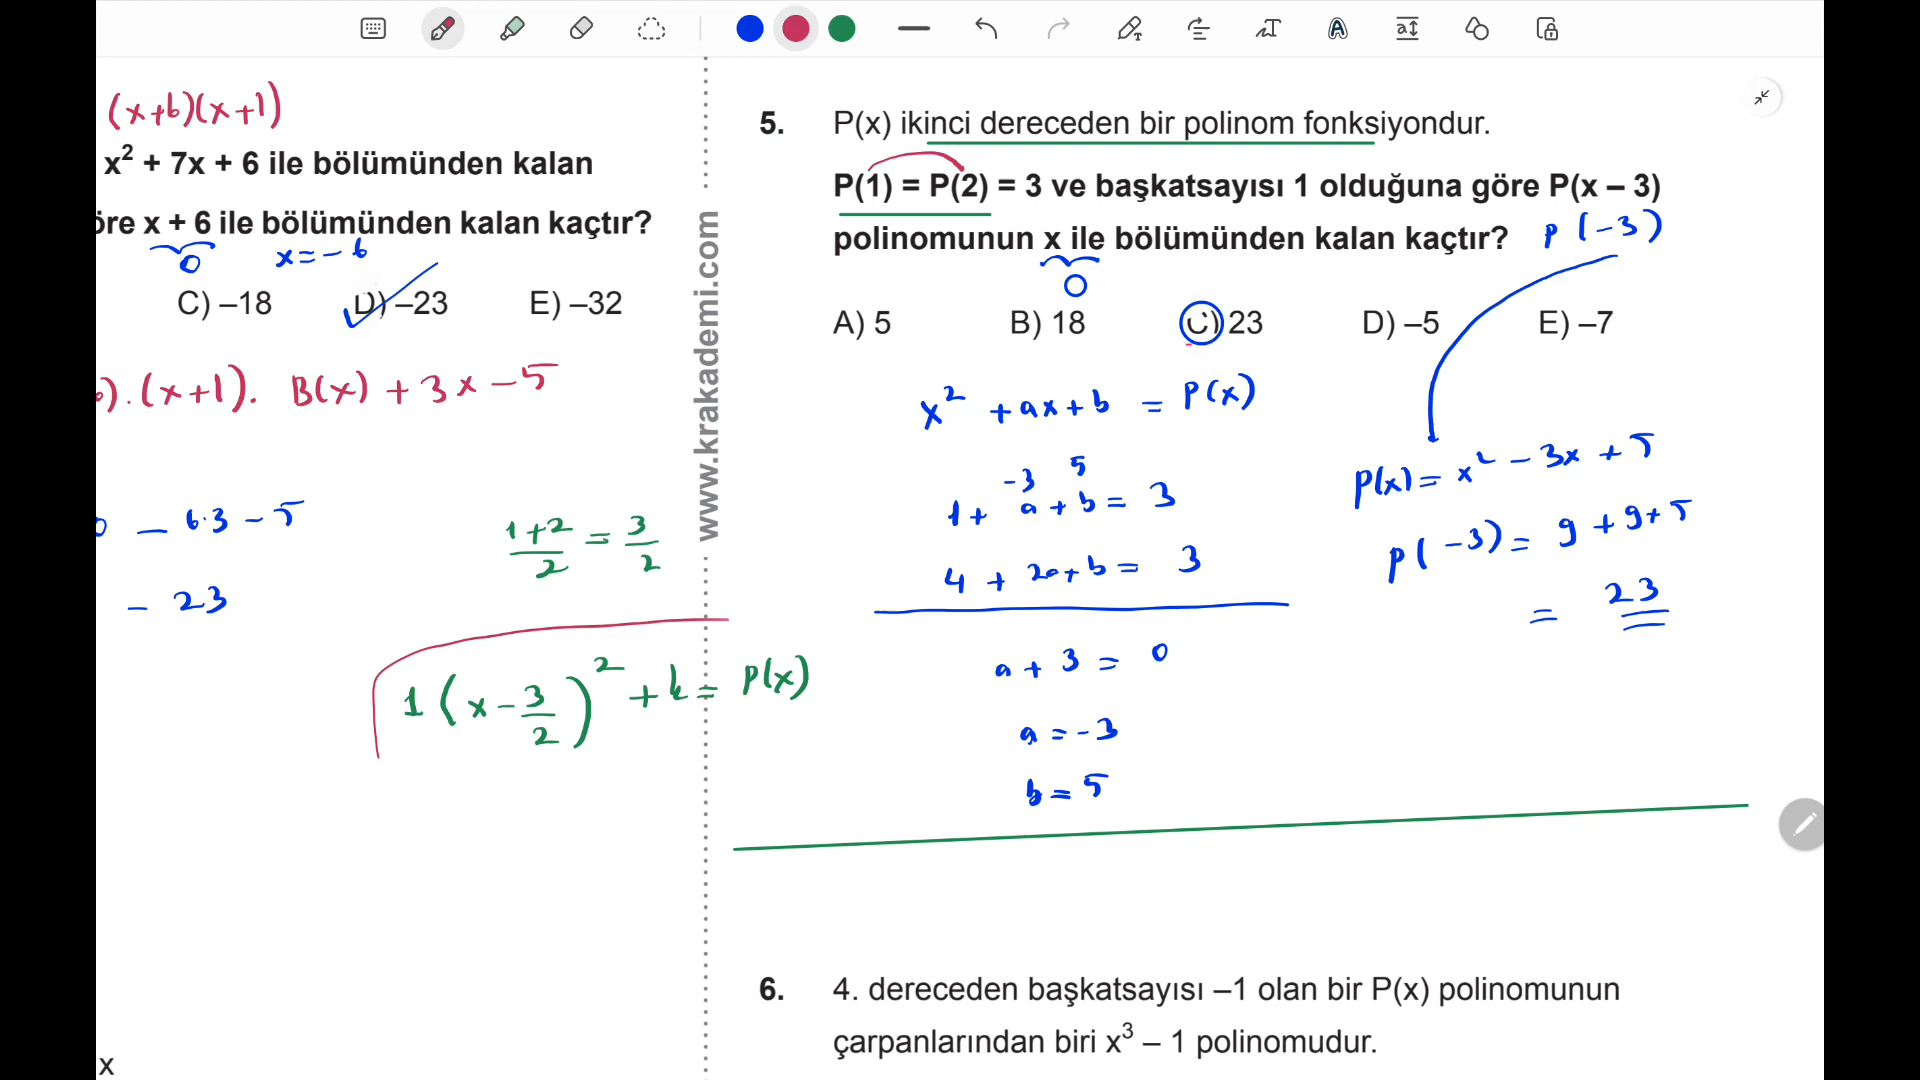 (x+6)(x+1)
x² + 7x + 6 ile bölümünden kalan
öre x + 6 ile bölümünden kalan kaçtır?
0 x = – 6
C) –18 D) –23 E) –32
). (x+1). B(x) + 3x – 5
0 – 6.3 – 5
– 23
1+2/2 = 3/2
1 (x – 3/2)² + k = P(x)
x
www.krakademi.com
5. P(x) ikinci dereceden bir polinom fonksiyondur.
P(1) = P(2) = 3 ve başkatsayısı 1 olduğuna göre P(x – 3)
polinomunun x ile bölümünden kalan kaçtır? P(–3)
0
A) 5 B) 18 C) 23 D) –5 E) –7
x² + ax + b = P(x)
–3 5
1 + a + b = 3
4 + 2a + b = 3
a + 3 = 0
a = –3
b = 5
P(x) = x² – 3x + 5
P(–3) = 9 + 9 + 5
= 23
6. 4. dereceden başkatsayısı –1 olan bir P(x) polinomunun
çarpanlarından biri x³ – 1 polinomudur.